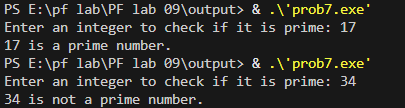 PS E:\pf lab\PF lab 09\output> & .\'prob7.exe'
Enter an integer to check if it is prime: 17
17 is a prime number.
PS E:\pf lab\PF lab 09\output> & .\'prob7.exe'
Enter an integer to check if it is prime: 34
34 is not a prime number.